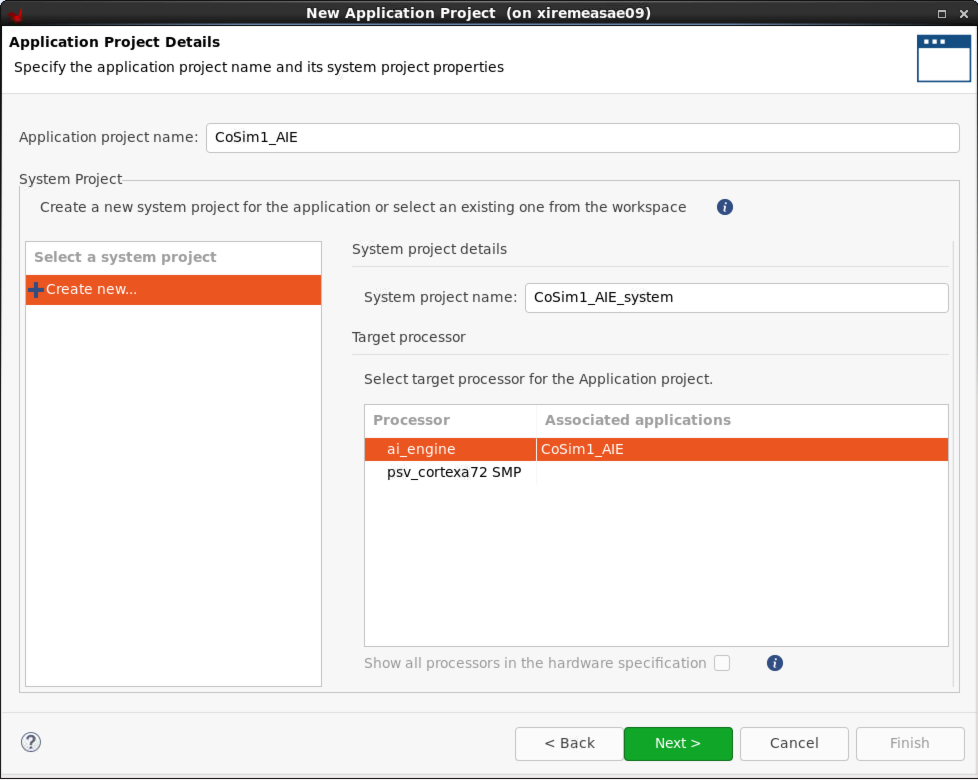 New Application Project (on xiremeasae09)
Application Project Details
Specify the application project name and its system project properties
Application project name: CoSim1_AIE
System Project
Create a new system project for the application or select an existing one from the workspace
Select a system project
Create new...
System project details
System project name: CoSim1_AIE_system
Target processor
Select target processor for the Application project.
Processor Associated applications
ai_engine CoSim1_AIE
psv_cortexa72 SMP
Show all processors in the hardware specification
< Back Next > Cancel Finish